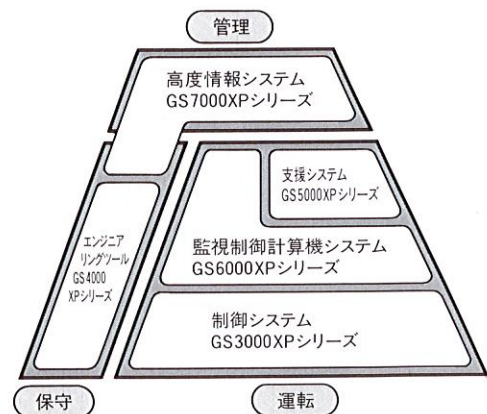 管理
高度情報システム
GS7000XPシリーズ
支援システム
GS5000XPシリーズ
エンジニア
リングツール
GS4000
XPシリーズ
監視制御計算機システム
GS6000XPシリーズ
制御システム
GS3000XPシリーズ
保守
運転